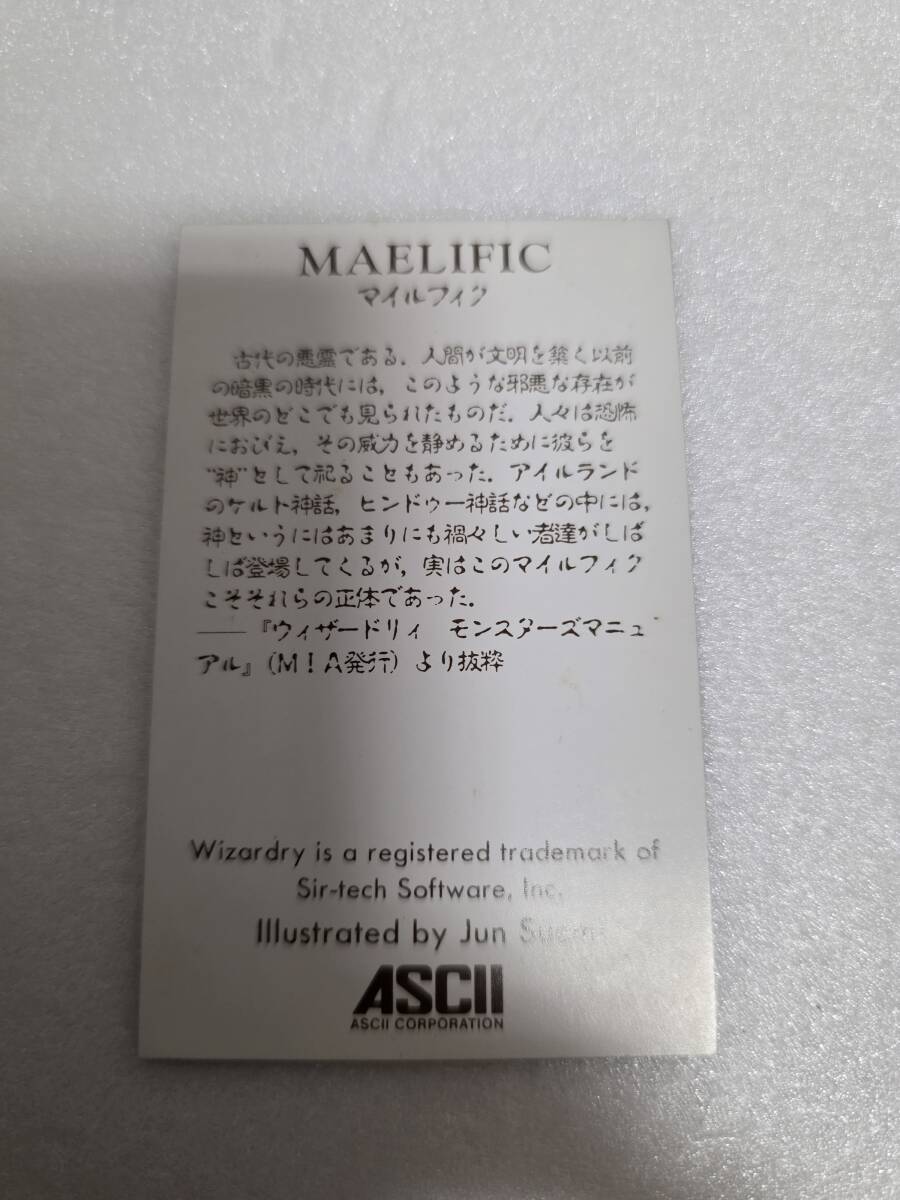 MAELIFIC
マイルフィク
古代の悪霊である．人間が文明を築く以前
の暗黒の時代には，このような邪悪な存在が
世界のどこでも見られたものだ．人々は恐怖
におびえ，その威力を静めるために彼らを
“神”として祀ることもあった．アイルランド
のケルト神話，ヒンドゥー神話などの中には，
神というにはあまりにも禍々しい者達がしば
しば登場してくるが，実はこのマイルフィク
こそそれらの正体であった．
――『ウィザードリィ　モンスターズマニュ
アル』（MIA発行）より抜粋
Wizardry is a registered trademark of
Sir-tech Software, Inc.
Illustrated by Jun Suemi
ASCII
ASCII CORPORATION